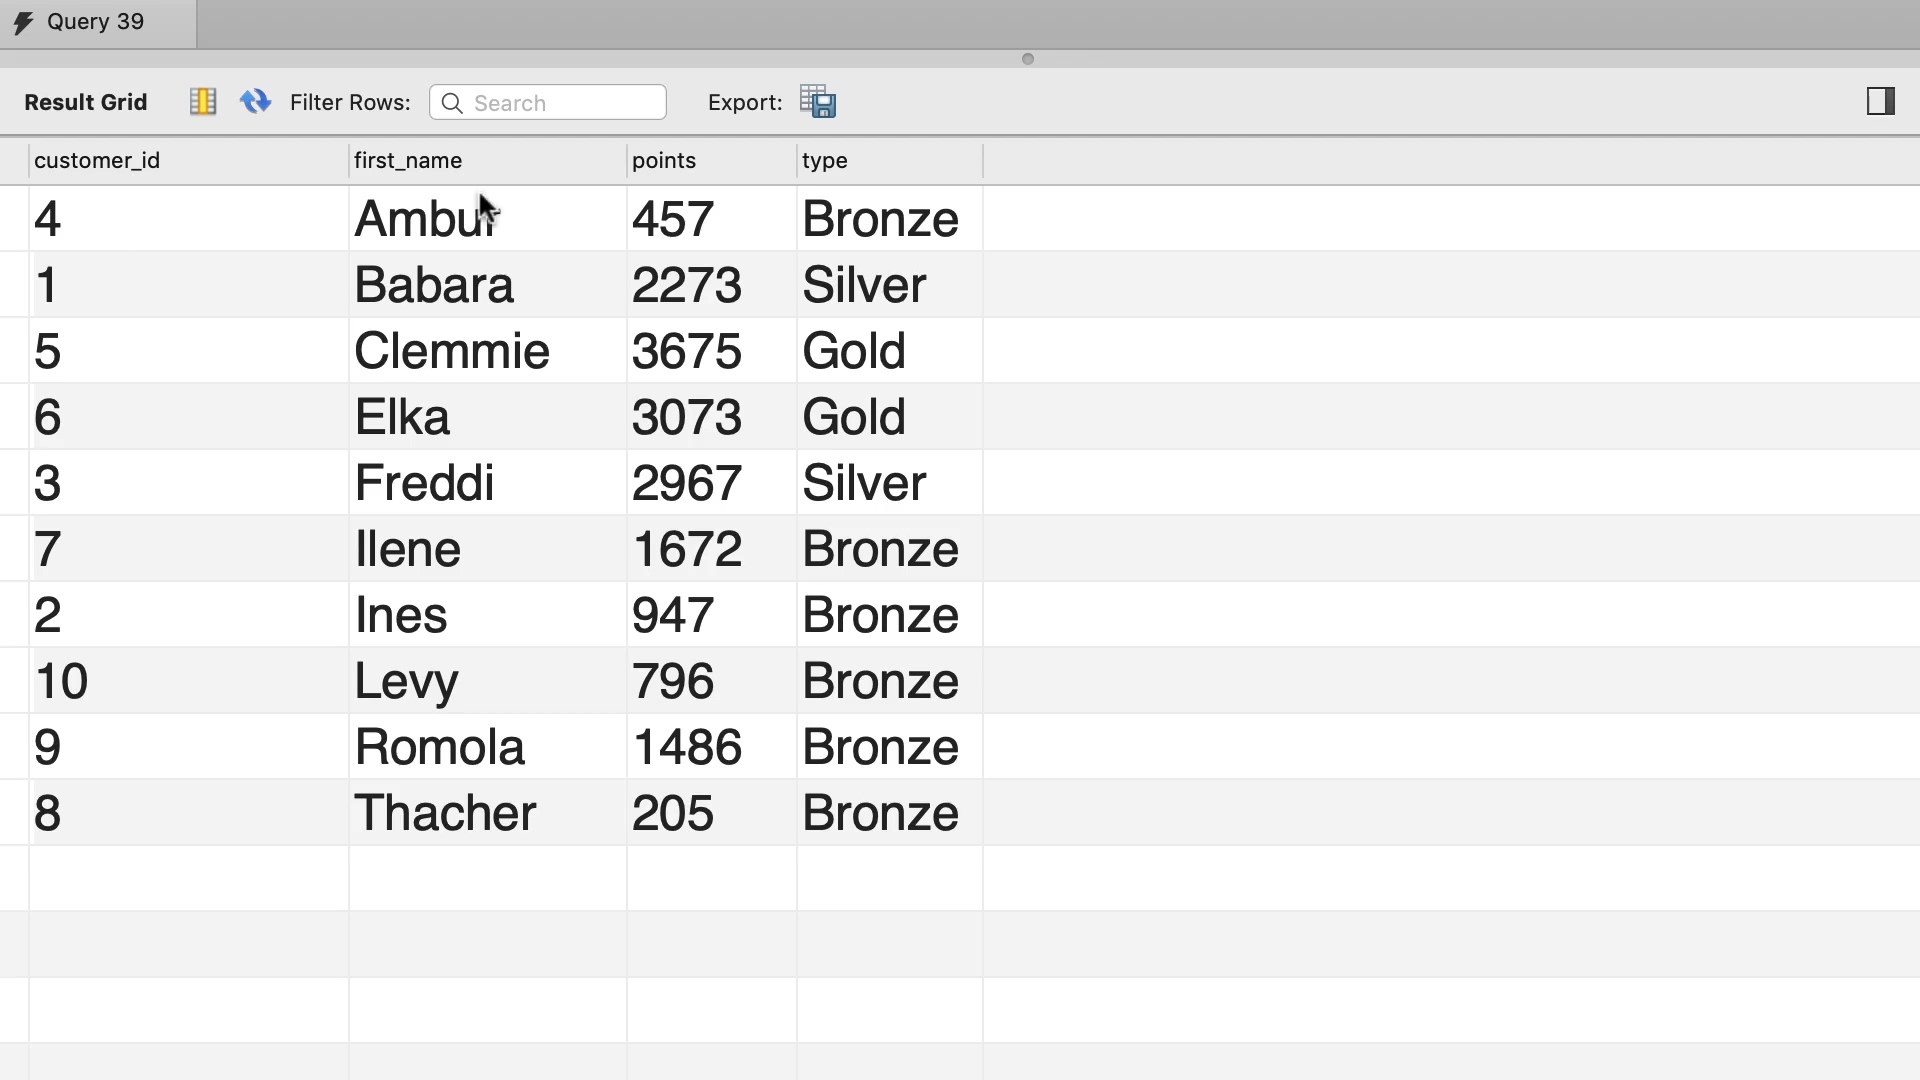 Query 39
Result Grid Filter Rows: Search Export:
customer_id first_name points type
4 Ambur 457 Bronze
1 Babara 2273 Silver
5 Clemmie 3675 Gold
6 Elka 3073 Gold
3 Freddi 2967 Silver
7 Ilene 1672 Bronze
2 Ines 947 Bronze
10 Levy 796 Bronze
9 Romola 1486 Bronze
8 Thacher 205 Bronze